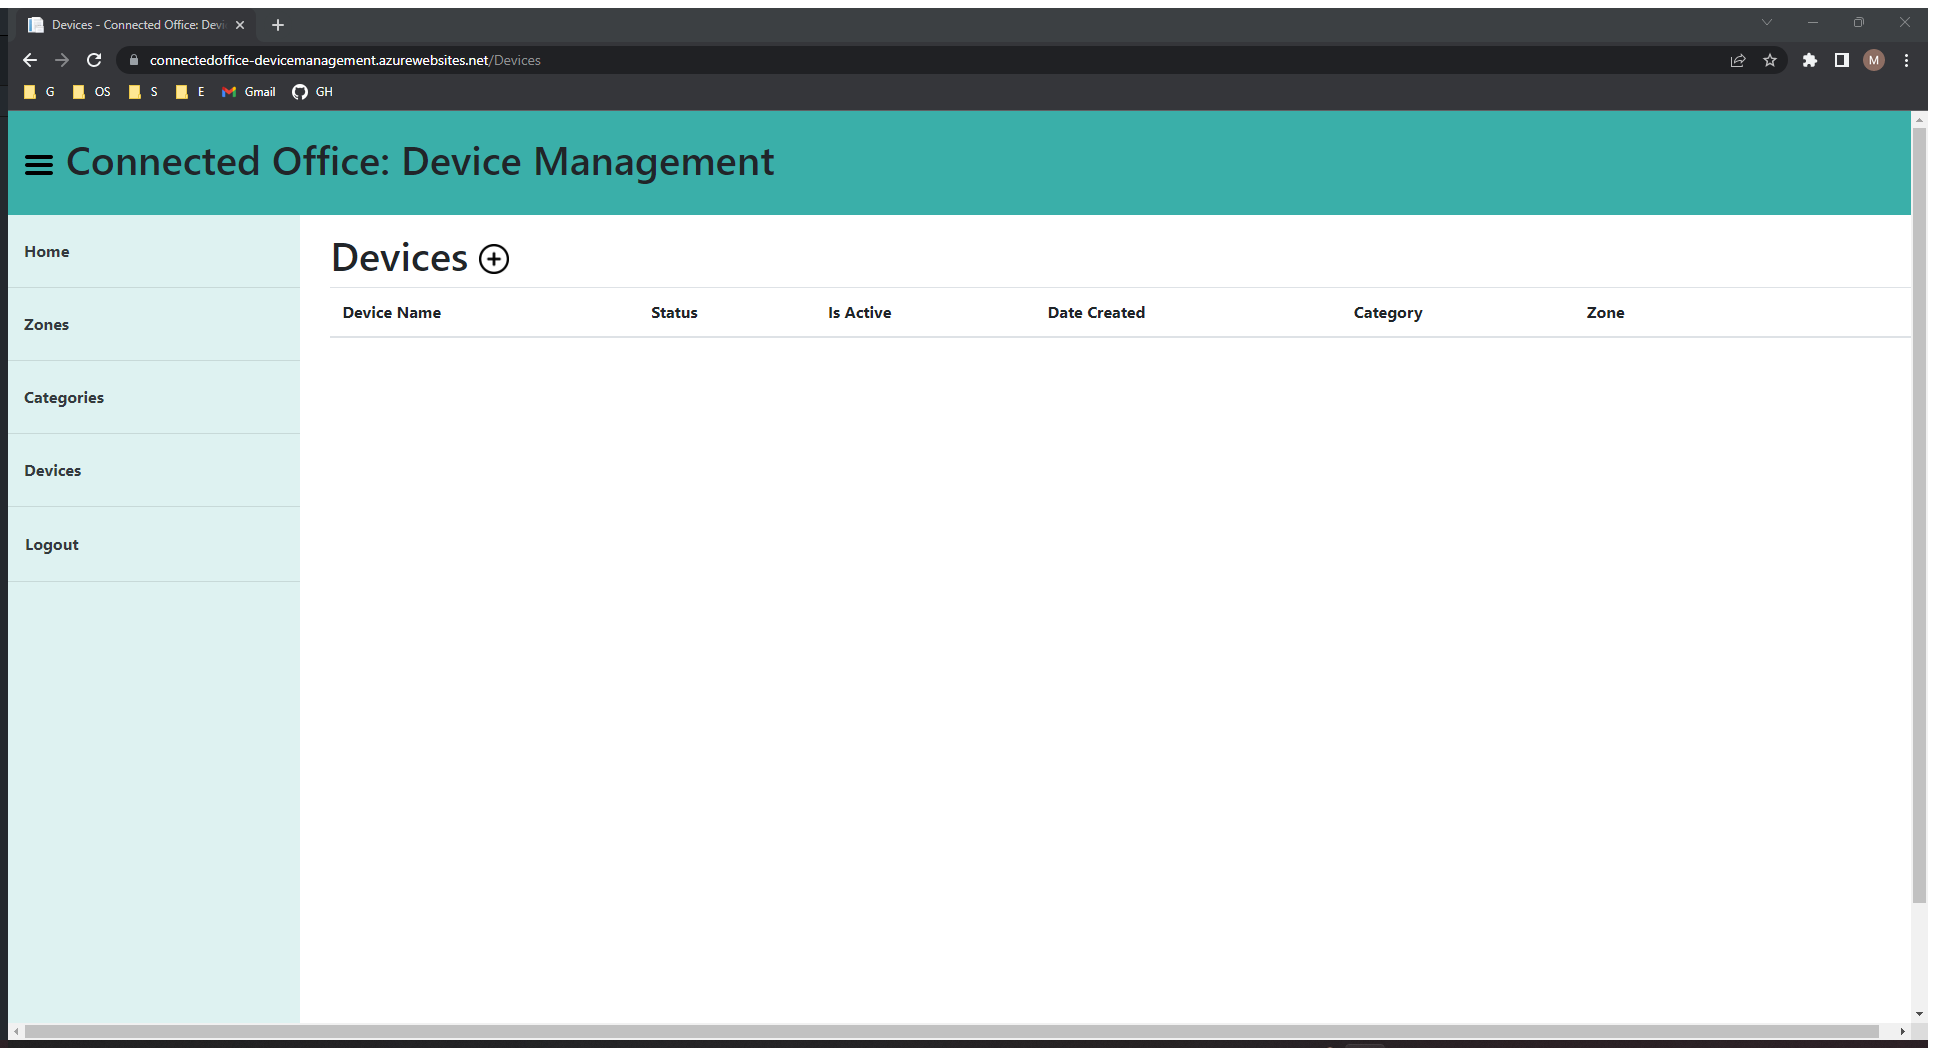 Devices - Connected Office: Devi
connectedoffice-devicemanagement.azurewebsites.net/Devices
M
G OS S E Gmail GH
Connected Office: Device Management
Home
Zones
Categories
Devices
Logout
Devices
Device Name Status Is Active Date Created Category Zone